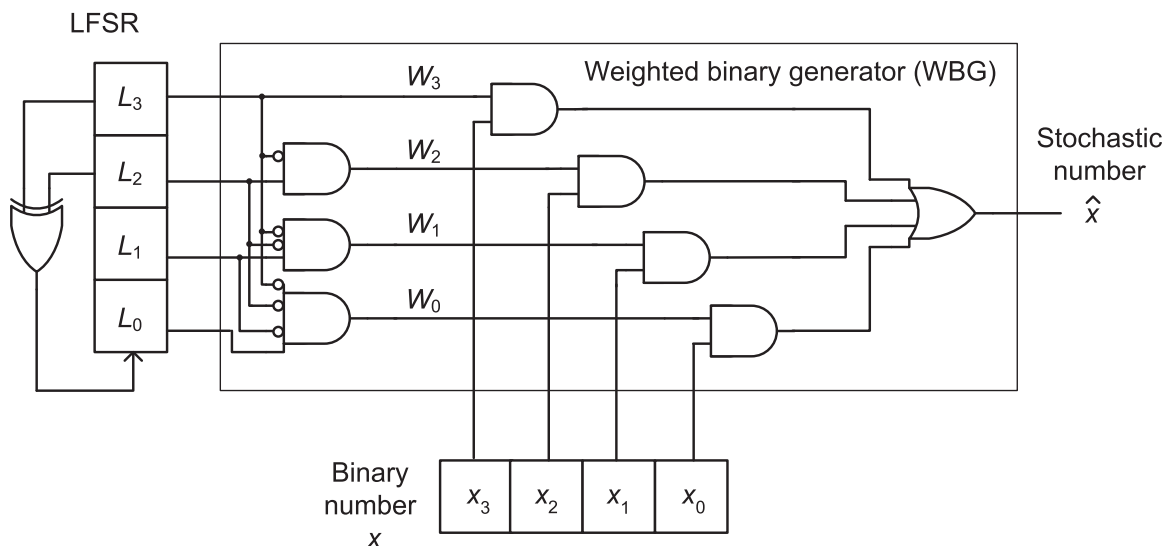 LFSR
Weighted binary generator (WBG)
L₃
L₂
L₁
L₀
W₃
W₂
W₁
W₀
Stochastic
number
x̂
Binary
number
x
x₃
x₂
x₁
x₀